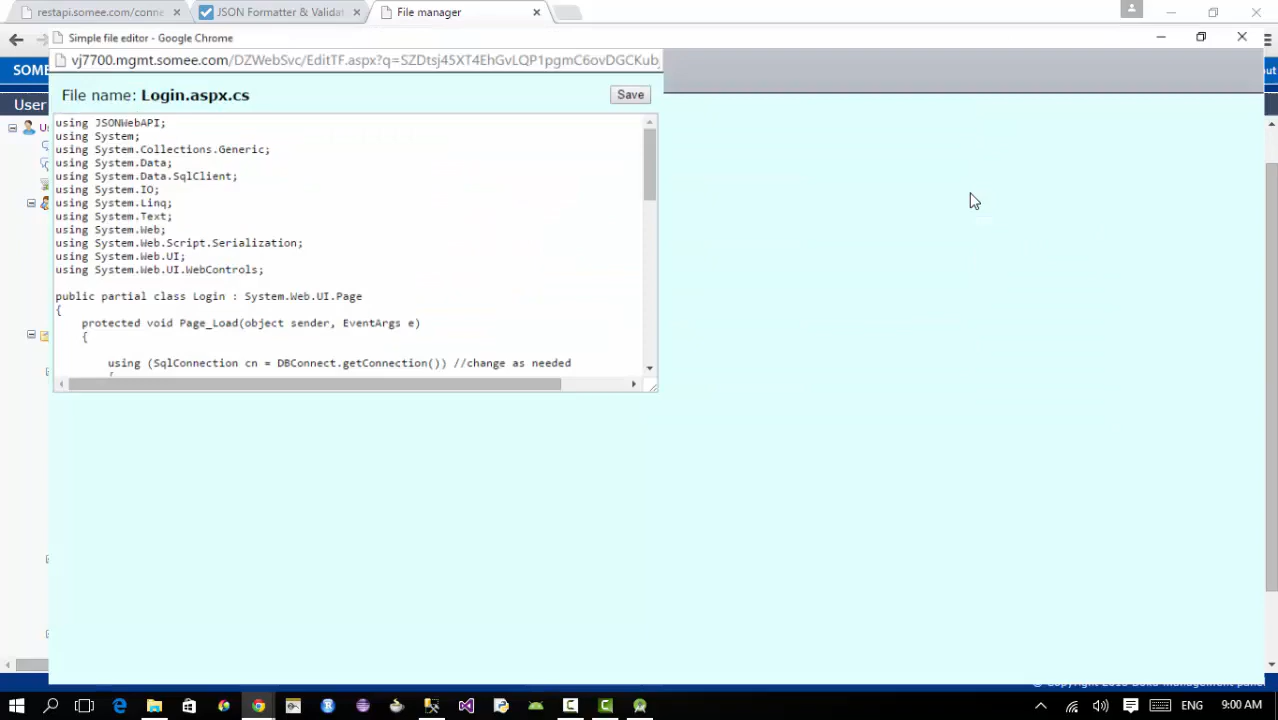 restapi.somee.com/conne
JSON Formatter & Validat
File manager
Simple file editor - Google Chrome
vj7700.mgmt.somee.com/DZWebSvc/EditTF.aspx?q=SZDtsj45XT4EhGvLQP1pgmC6ovDGCKub
SOME
out
File name: Login.aspx.cs
Save
User
using JSONWebAPI;
using System;
using System.Collections.Generic;
using System.Data;
using System.Data.SqlClient;
using System.IO;
using System.Linq;
using System.Text;
using System.Web;
using System.Web.Script.Serialization;
using System.Web.UI;
using System.Web.UI.WebControls;
public partial class Login : System.Web.UI.Page
{
protected void Page_Load(object sender, EventArgs e)
{
using (SqlConnection cn = DBConnect.getConnection()) //change as needed
{
ENG
9:00 AM